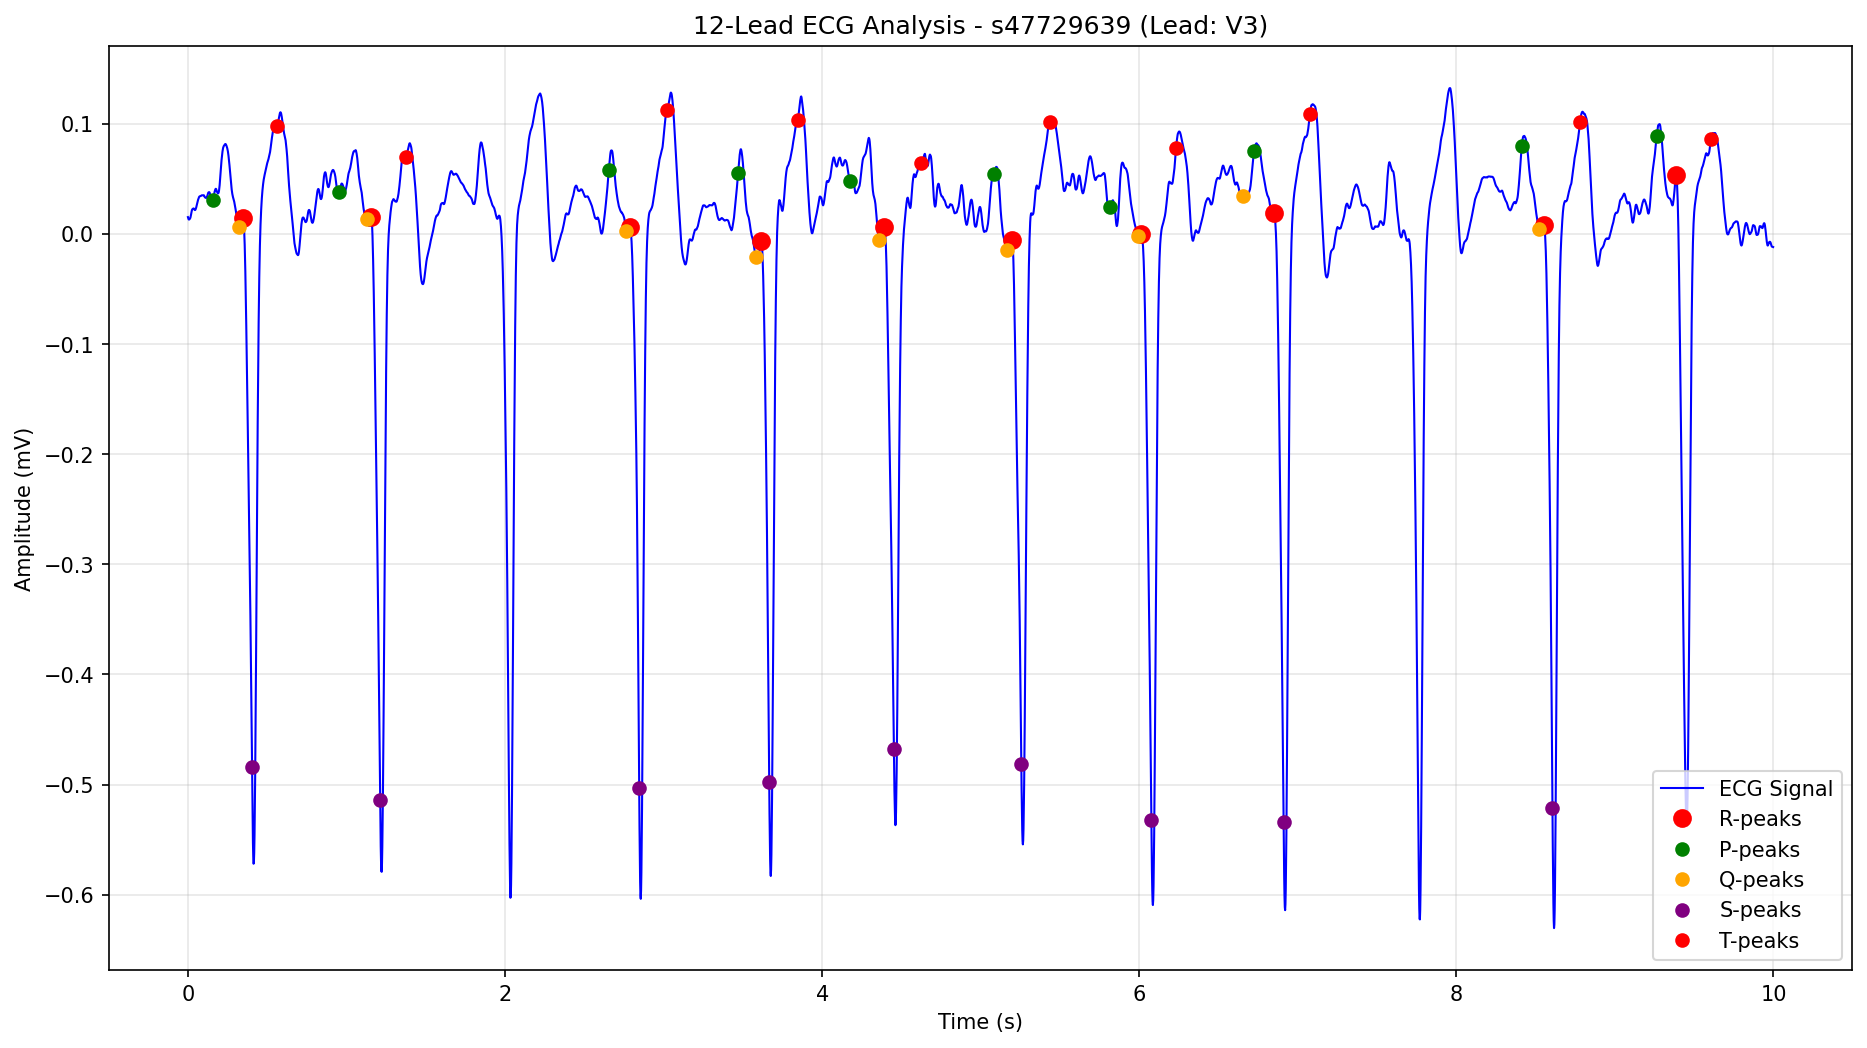 12-Lead ECG Analysis - s47729639 (Lead: V3)
Amplitude (mV)
0.1
0.0
−0.1
−0.2
−0.3
−0.4
−0.5
−0.6
ECG Signal
R-peaks
P-peaks
Q-peaks
S-peaks
T-peaks
0 2 4 6 8 10
Time (s)